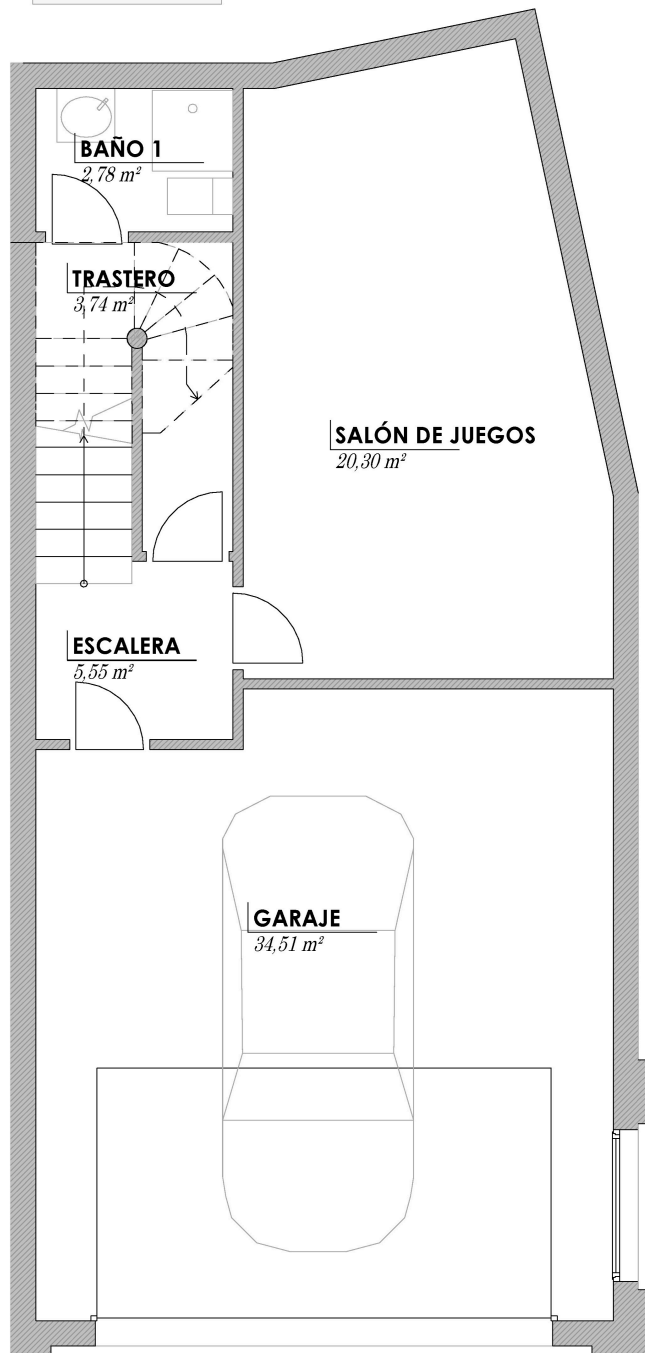 BAÑO 1
2,78 m²
TRASTERO
3,74 m²
SALÓN DE JUEGOS
20,30 m²
ESCALERA
5,55 m²
GARAJE
34,51 m²